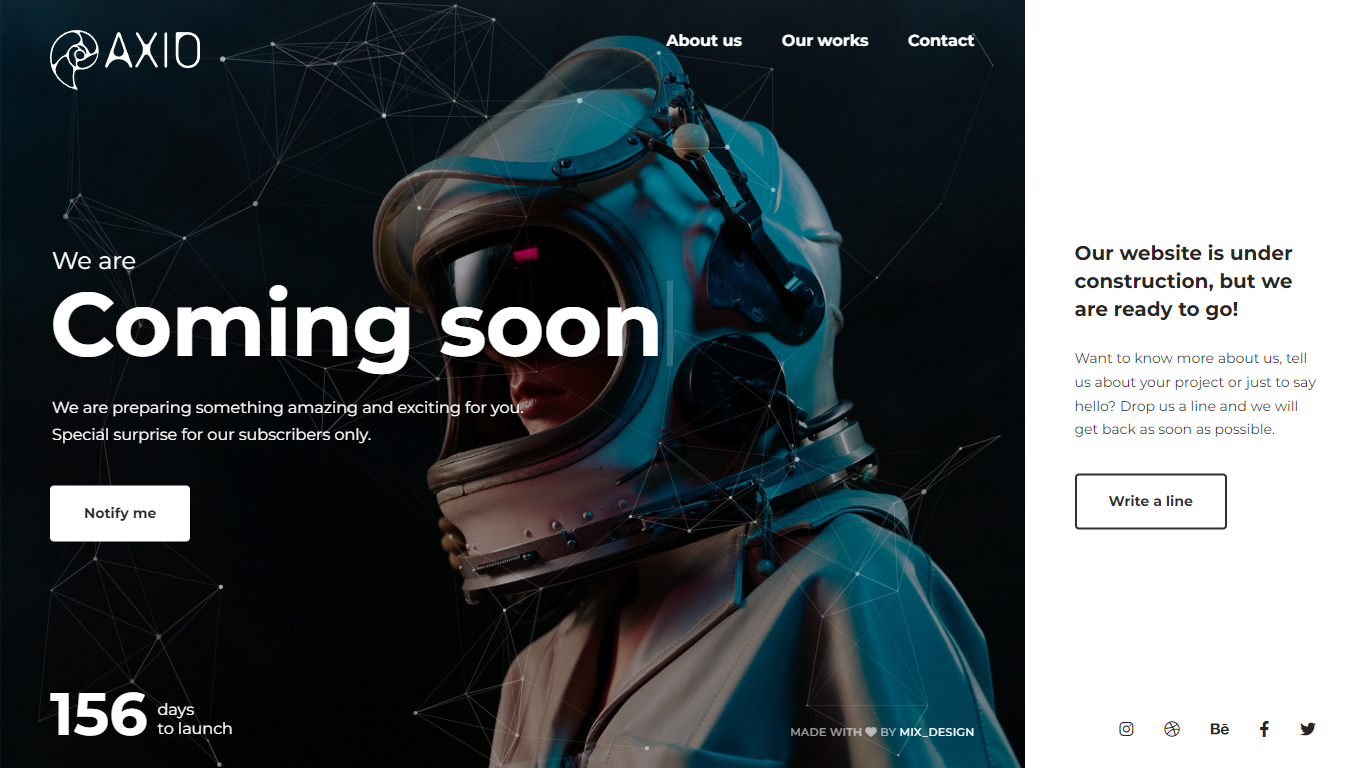 AXIO
About us Our works Contact
We are
Coming soon
We are preparing something amazing and exciting for you.
Special surprise for our subscribers only.
Notify me
156 days
to launch
MADE WITH ♥ BY MIX_DESIGN
Our website is under
construction, but we
are ready to go!
Want to know more about us, tell
us about your project or just to say
hello? Drop us a line and we will
get back as soon as possible.
Write a line
Bē